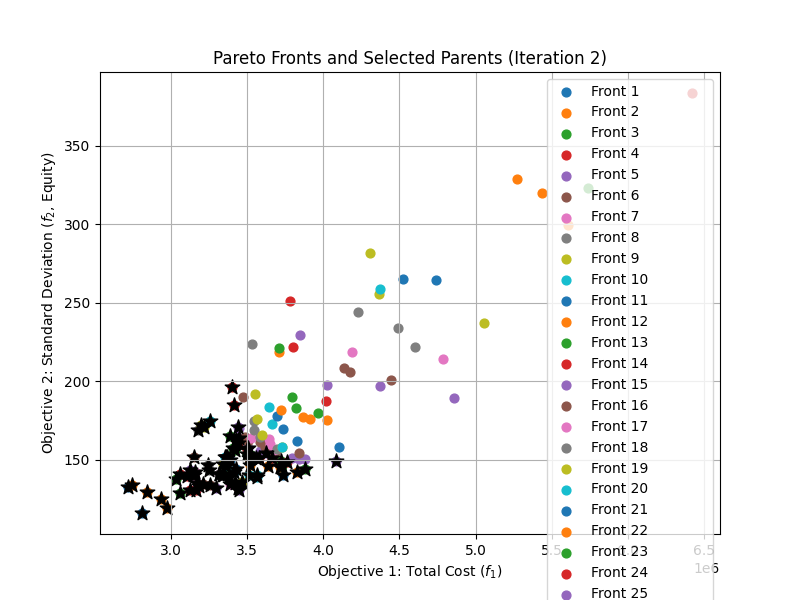 Pareto Fronts and Selected Parents (Iteration 2)
Objective 2: Standard Deviation (f2, Equity)
350
300
250
200
150
3.0 3.5 4.0 4.5 5.0 5.5 6.0 6.5
1e6
Objective 1: Total Cost (f1)
Front 1
Front 2
Front 3
Front 4
Front 5
Front 6
Front 7
Front 8
Front 9
Front 10
Front 11
Front 12
Front 13
Front 14
Front 15
Front 16
Front 17
Front 18
Front 19
Front 20
Front 21
Front 22
Front 23
Front 24
Front 25